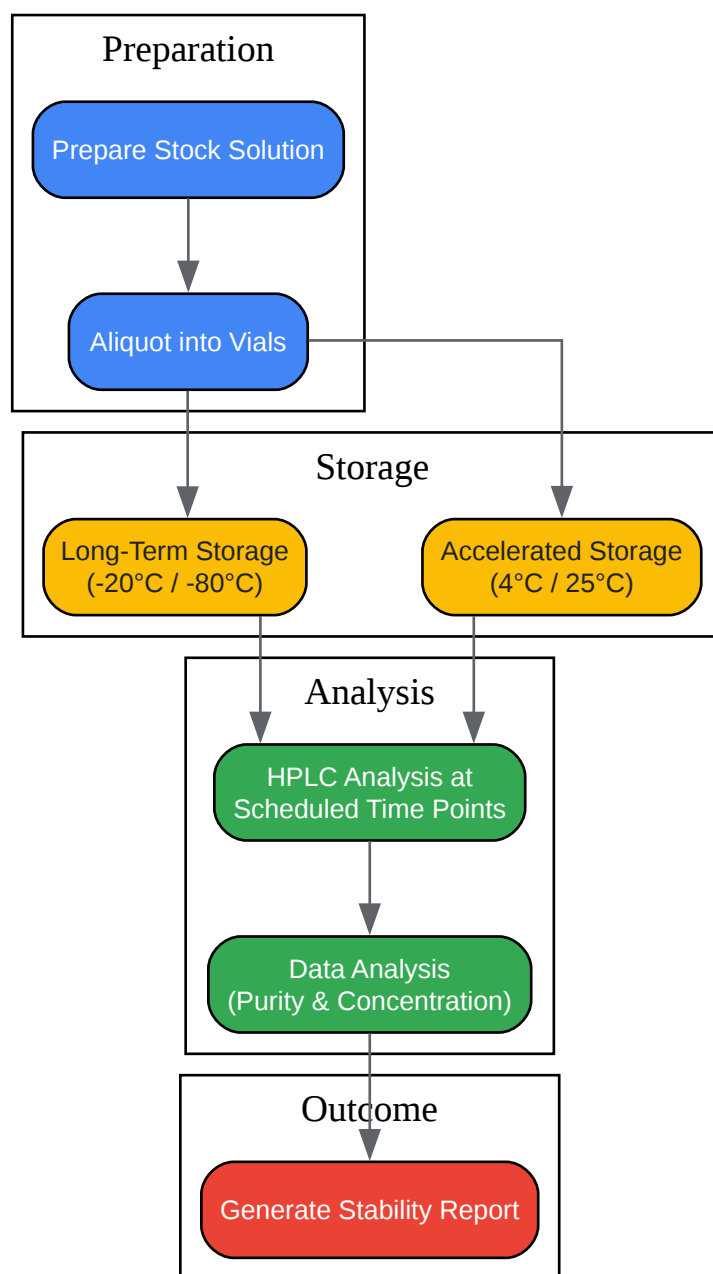 Preparation
Prepare Stock Solution
Aliquot into Vials
Storage
Long-Term Storage
(-20°C / -80°C)
Accelerated Storage
(4°C / 25°C)
Analysis
HPLC Analysis at
Scheduled Time Points
Data Analysis
(Purity & Concentration)
Outcome
Generate Stability Report